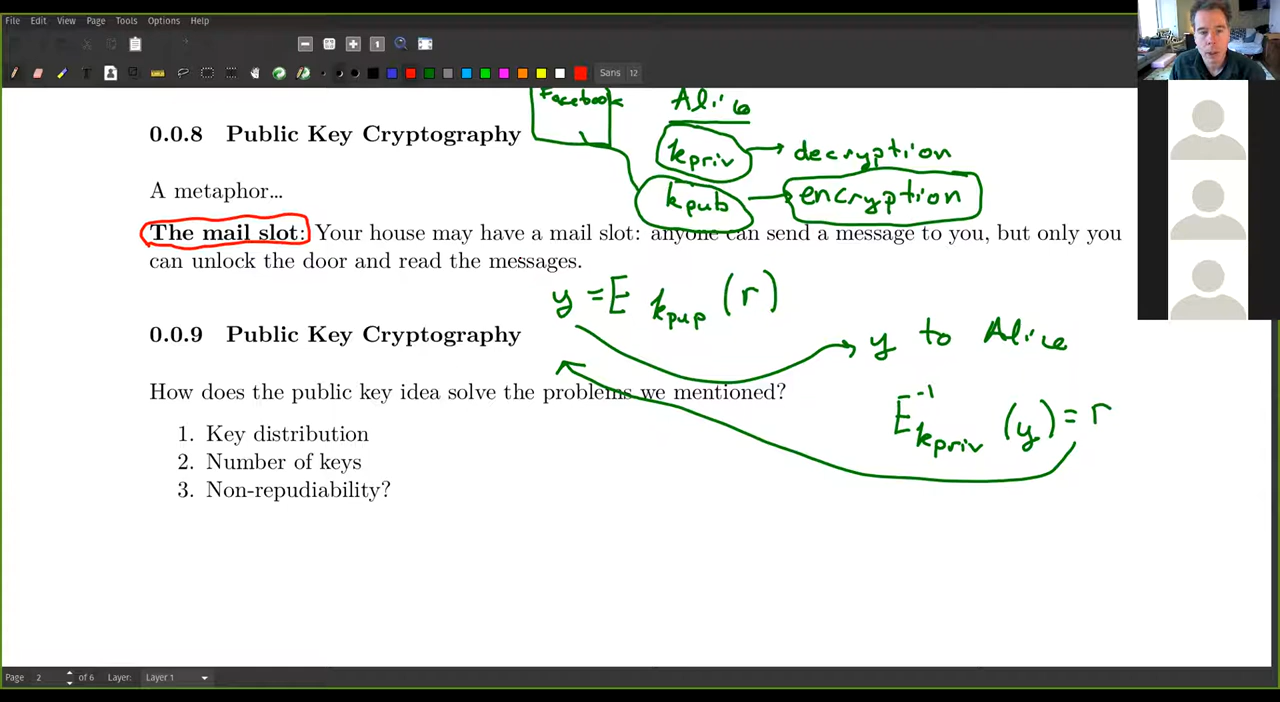 File Edit View Page Tools Options Help
Sans 12
Facebook
Alice
0.0.8 Public Key Cryptography
kpriv → decryption
A metaphor...
kpub → encryption
The mail slot: Your house may have a mail slot: anyone can send a message to you, but only you
can unlock the door and read the messages.
y = E kpup (r)
0.0.9 Public Key Cryptography
y to Alice
How does the public key idea solve the problems we mentioned?
E⁻¹ kpriv (y) = r
1. Key distribution
2. Number of keys
3. Non-repudiability?
Page 2 of 6 Layer: Layer 1